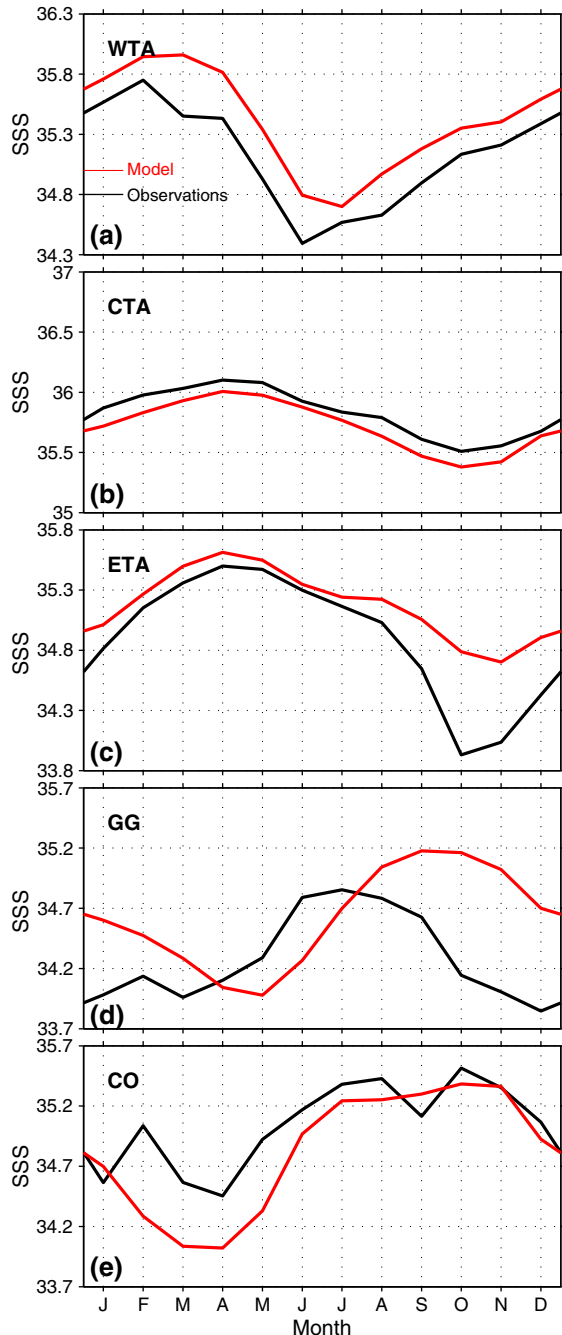 36.3
WTA
35.8
SSS
35.3
Model
34.8
Observations
34.3
(a)
37
CTA
36.5
SSS
36
35.5
35
(b)
35.8
ETA
35.3
SSS
34.8
34.3
33.8
(c)
35.7
GG
35.2
SSS
34.7
34.2
33.7
(d)
35.7
CO
35.2
SSS
34.7
34.2
33.7
(e)
J F M A M J J A S O N D
Month